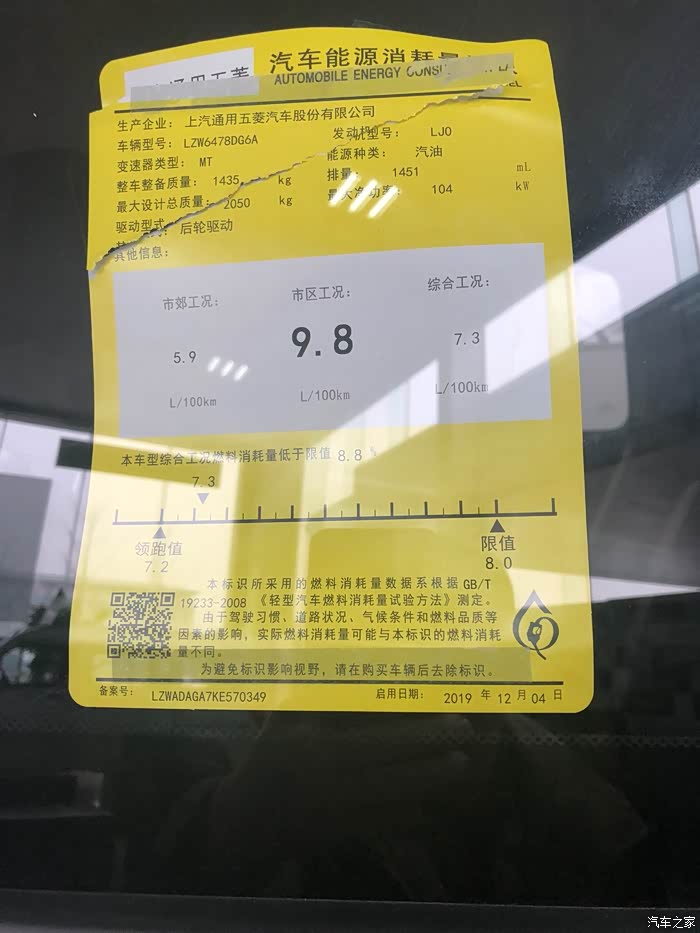 汽车能源消耗量
AUTOMOBILE ENERGY
生产企业: 上汽通用五菱汽车股份有限公司
车辆型号: LZW6478DG6A
发动机型号: LJO
变速器类型: MT
能源种类: 汽油
整车整备质量: 1435 kg
排量: 1451 mL
最大设计总质量: 2050 kg
最大净功率: 104 kW
驱动型式: 后轮驱动
其他信息:
市郊工况: 市区工况: 综合工况:
5.9 9.8 7.3
L/100km L/100km L/100km
本车型综合工况燃料消耗量低于限值 8.8 %
7.3
领跑值 限值
7.2 8.0
本标识所采用的燃料消耗量数据系根据 GB/T
19233-2008 《轻型汽车燃料消耗量试验方法》测定。
由于驾驶习惯、道路状况、气候条件和燃料品质等
因素的影响,实际燃料消耗量可能与本标识的燃料消耗
量不同。
为避免标识影响视野,请在购买车辆后去除标识。
备案号: LZWADAGA7KE570349 启用日期: 2019 年 12 月 04 日
汽车之家